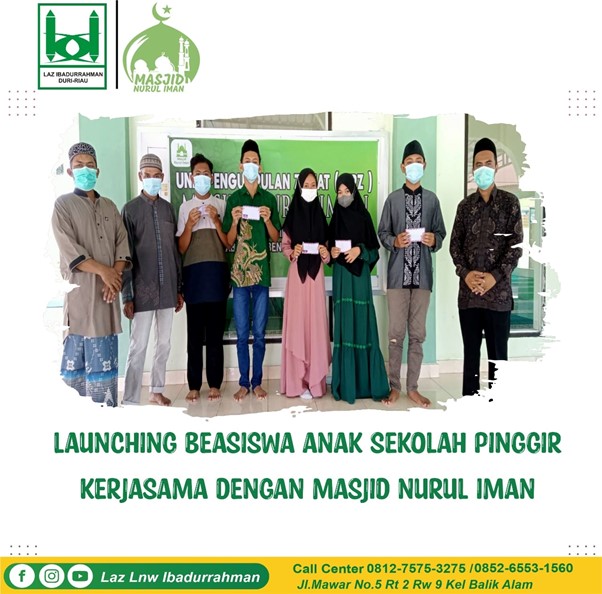 LAZ IBADURRAHMAN
DURI-RIAU
MASJID
NURUL IMAN
LAUNCHING BEASISWA ANAK SEKOLAH PINGGIR
KERJASAMA DENGAN MASJID NURUL IMAN
Laz Lnw Ibadurrahman
Call Center 0812-7575-3275 /0852-6553-1560
Jl.Mawar No.5 Rt 2 Rw 9 Kel Balik Alam